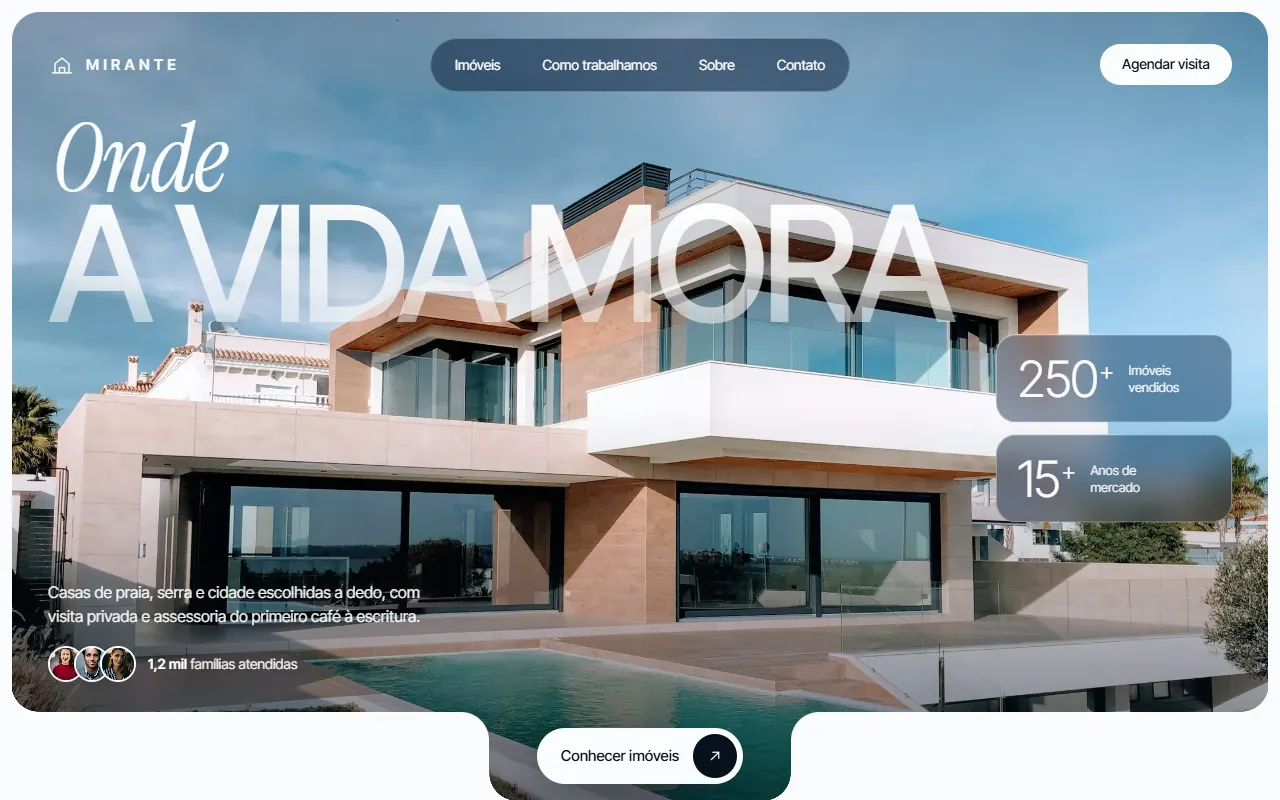 MIRANTE
Imóveis
Como trabalhamos
Sobre
Contato
Agendar visita
Onde
A VIDA MORA
250+
Imóveis
vendidos
15+
Anos de
mercado
Casas de praia, serra e cidade escolhidas a dedo, com
visita privada e assessoria do primeiro café à escritura.
1,2 mil famílias atendidas
Conhecer imóveis